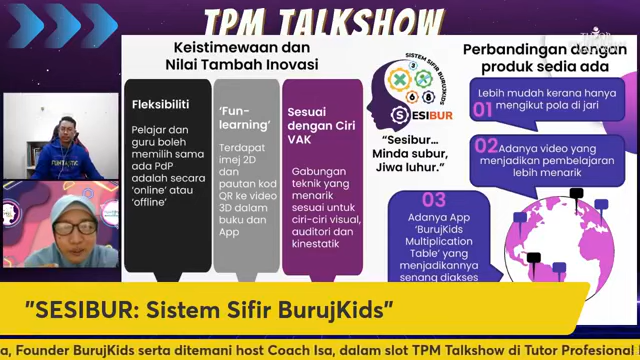 TPM TALKSHOW
Keistimewaan dan
Nilai Tambah Inovasi
Fleksibiliti
Pelajar dan
guru boleh
memilih sama
ada PdP
adalah secara
'online' atau
'offline'
'Fun-
learning'
Terdapat
imej 2D
dan
pautan kod
QR ke video
3D dalam
buku dan
App
Sesuai
dengan Ciri
VAK
Gabungan
teknik yang
menarik
sesuai untuk
ciri-ciri visual,
auditori dan
kinestatik
SISTEM SIFIR BURUJKIDS
SESIBUR
"Sesibur...
Minda subur,
Jiwa luhur."
Perbandingan dengan
produk sedia ada
Lebih mudah kerana hanya
01 mengikut pola di jari
02 Adanya video yang
menjadikan pembelajaran
lebih menarik
03
Adanya App
'BurujKids
Multiplication
Table' yang
menjadikannya
senang diakses
"SESIBUR: Sistem Sifir BurujKids"
a, Founder BurujKids serta ditemani host Coach Isa, dalam slot TPM Talkshow di Tutor Profesional